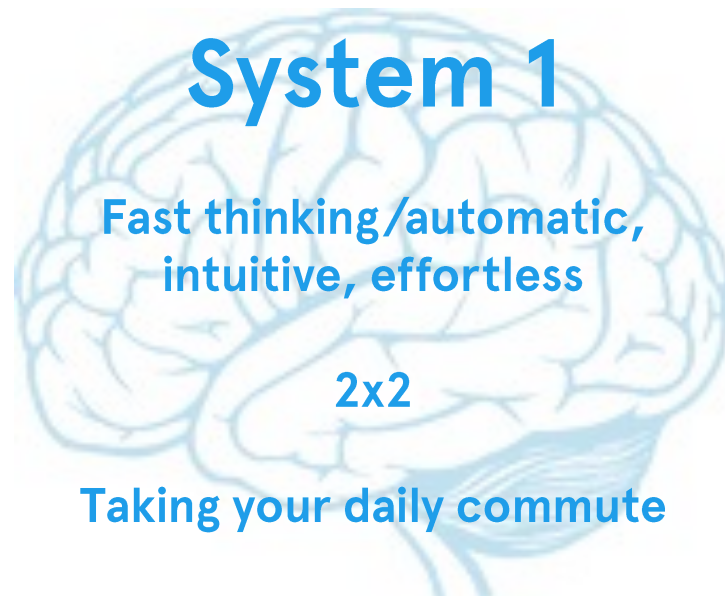 System 1
Fast thinking/automatic,
intuitive, effortless
2x2
Taking your daily commute